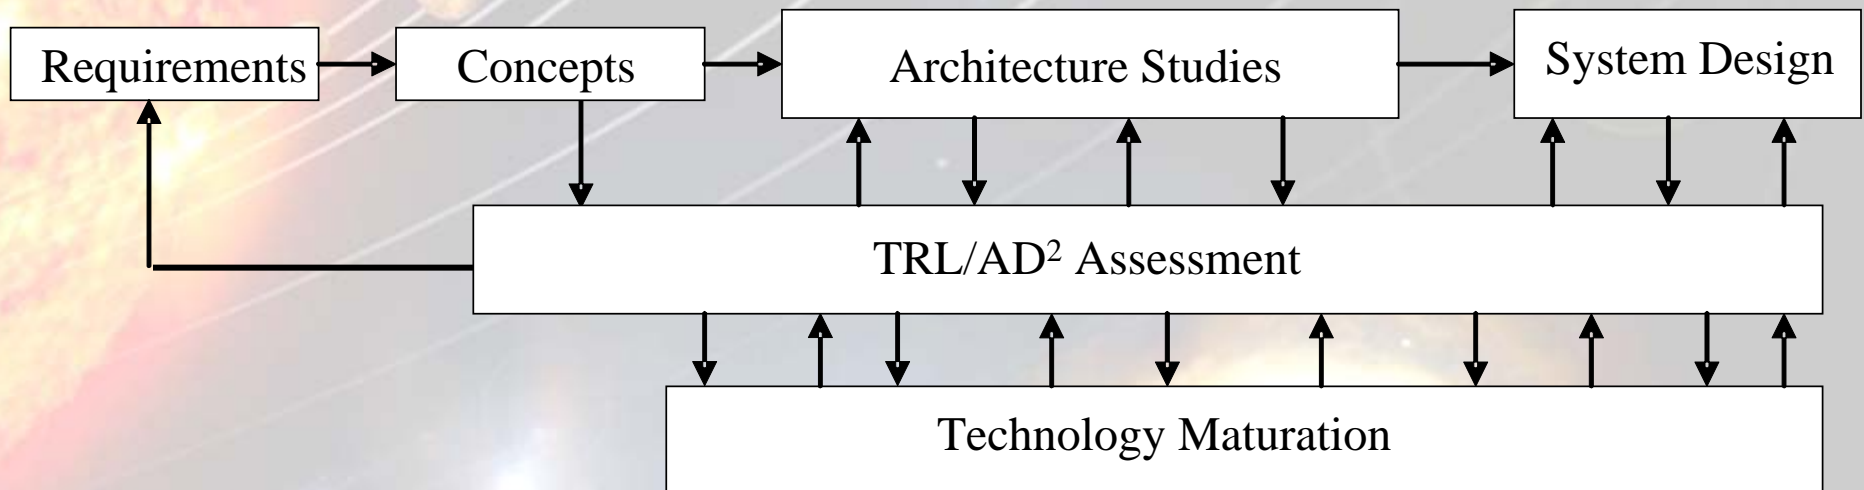 Requirements
Concepts
Architecture Studies
System Design
TRL/AD² Assessment
Technology Maturation